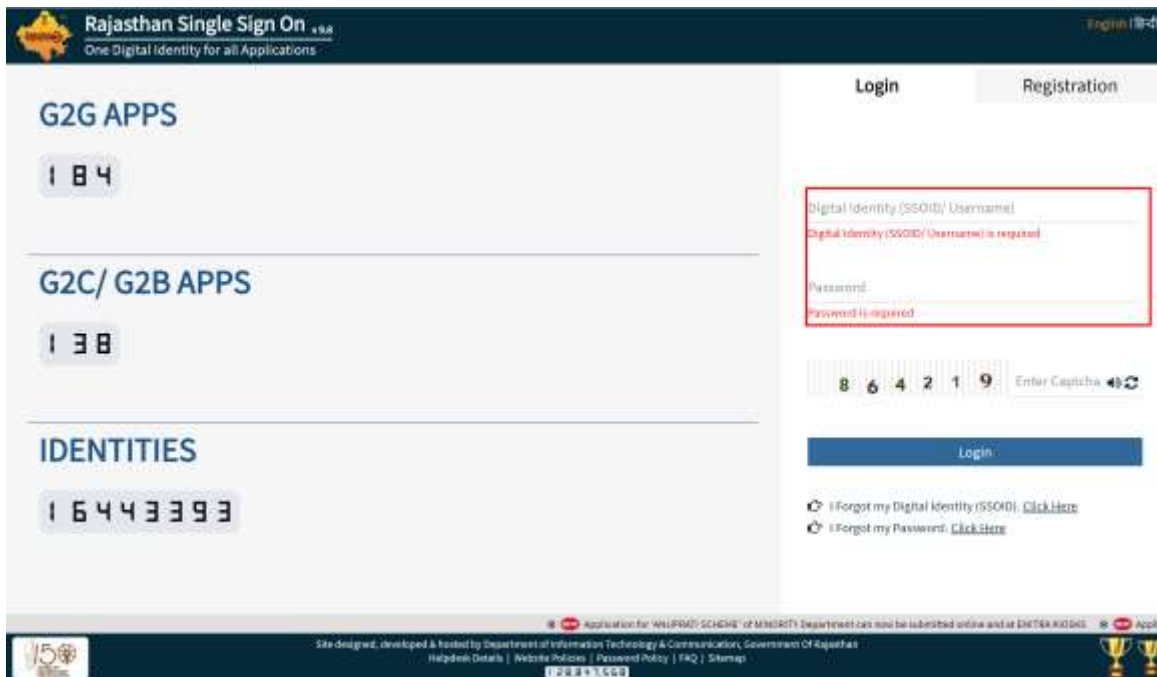 Rajasthan Single Sign On v 9.8
One Digital Identity for all Applications
English | हिन्दी
G2G APPS
184
G2C/ G2B APPS
138
IDENTITIES
16443393
Login
Registration
Digital Identity (SSOID/ Username)
Digital Identity (SSOID/ Username) is required
Password
Password is required
8 6 4 2 1 9
Enter Captcha
Login
I Forgot my Digital Identity (SSOID). Click Here
I Forgot my Password. Click Here
Application for of MINORITY Department can now be submitted online and at EMITRA KIOSKS
Site designed, developed & hosted by Department of Information Technology & Communication, Government Of Rajasthan
Helpdesk Details | Website Policies | Password Policy | FAQ | Sitemap
150